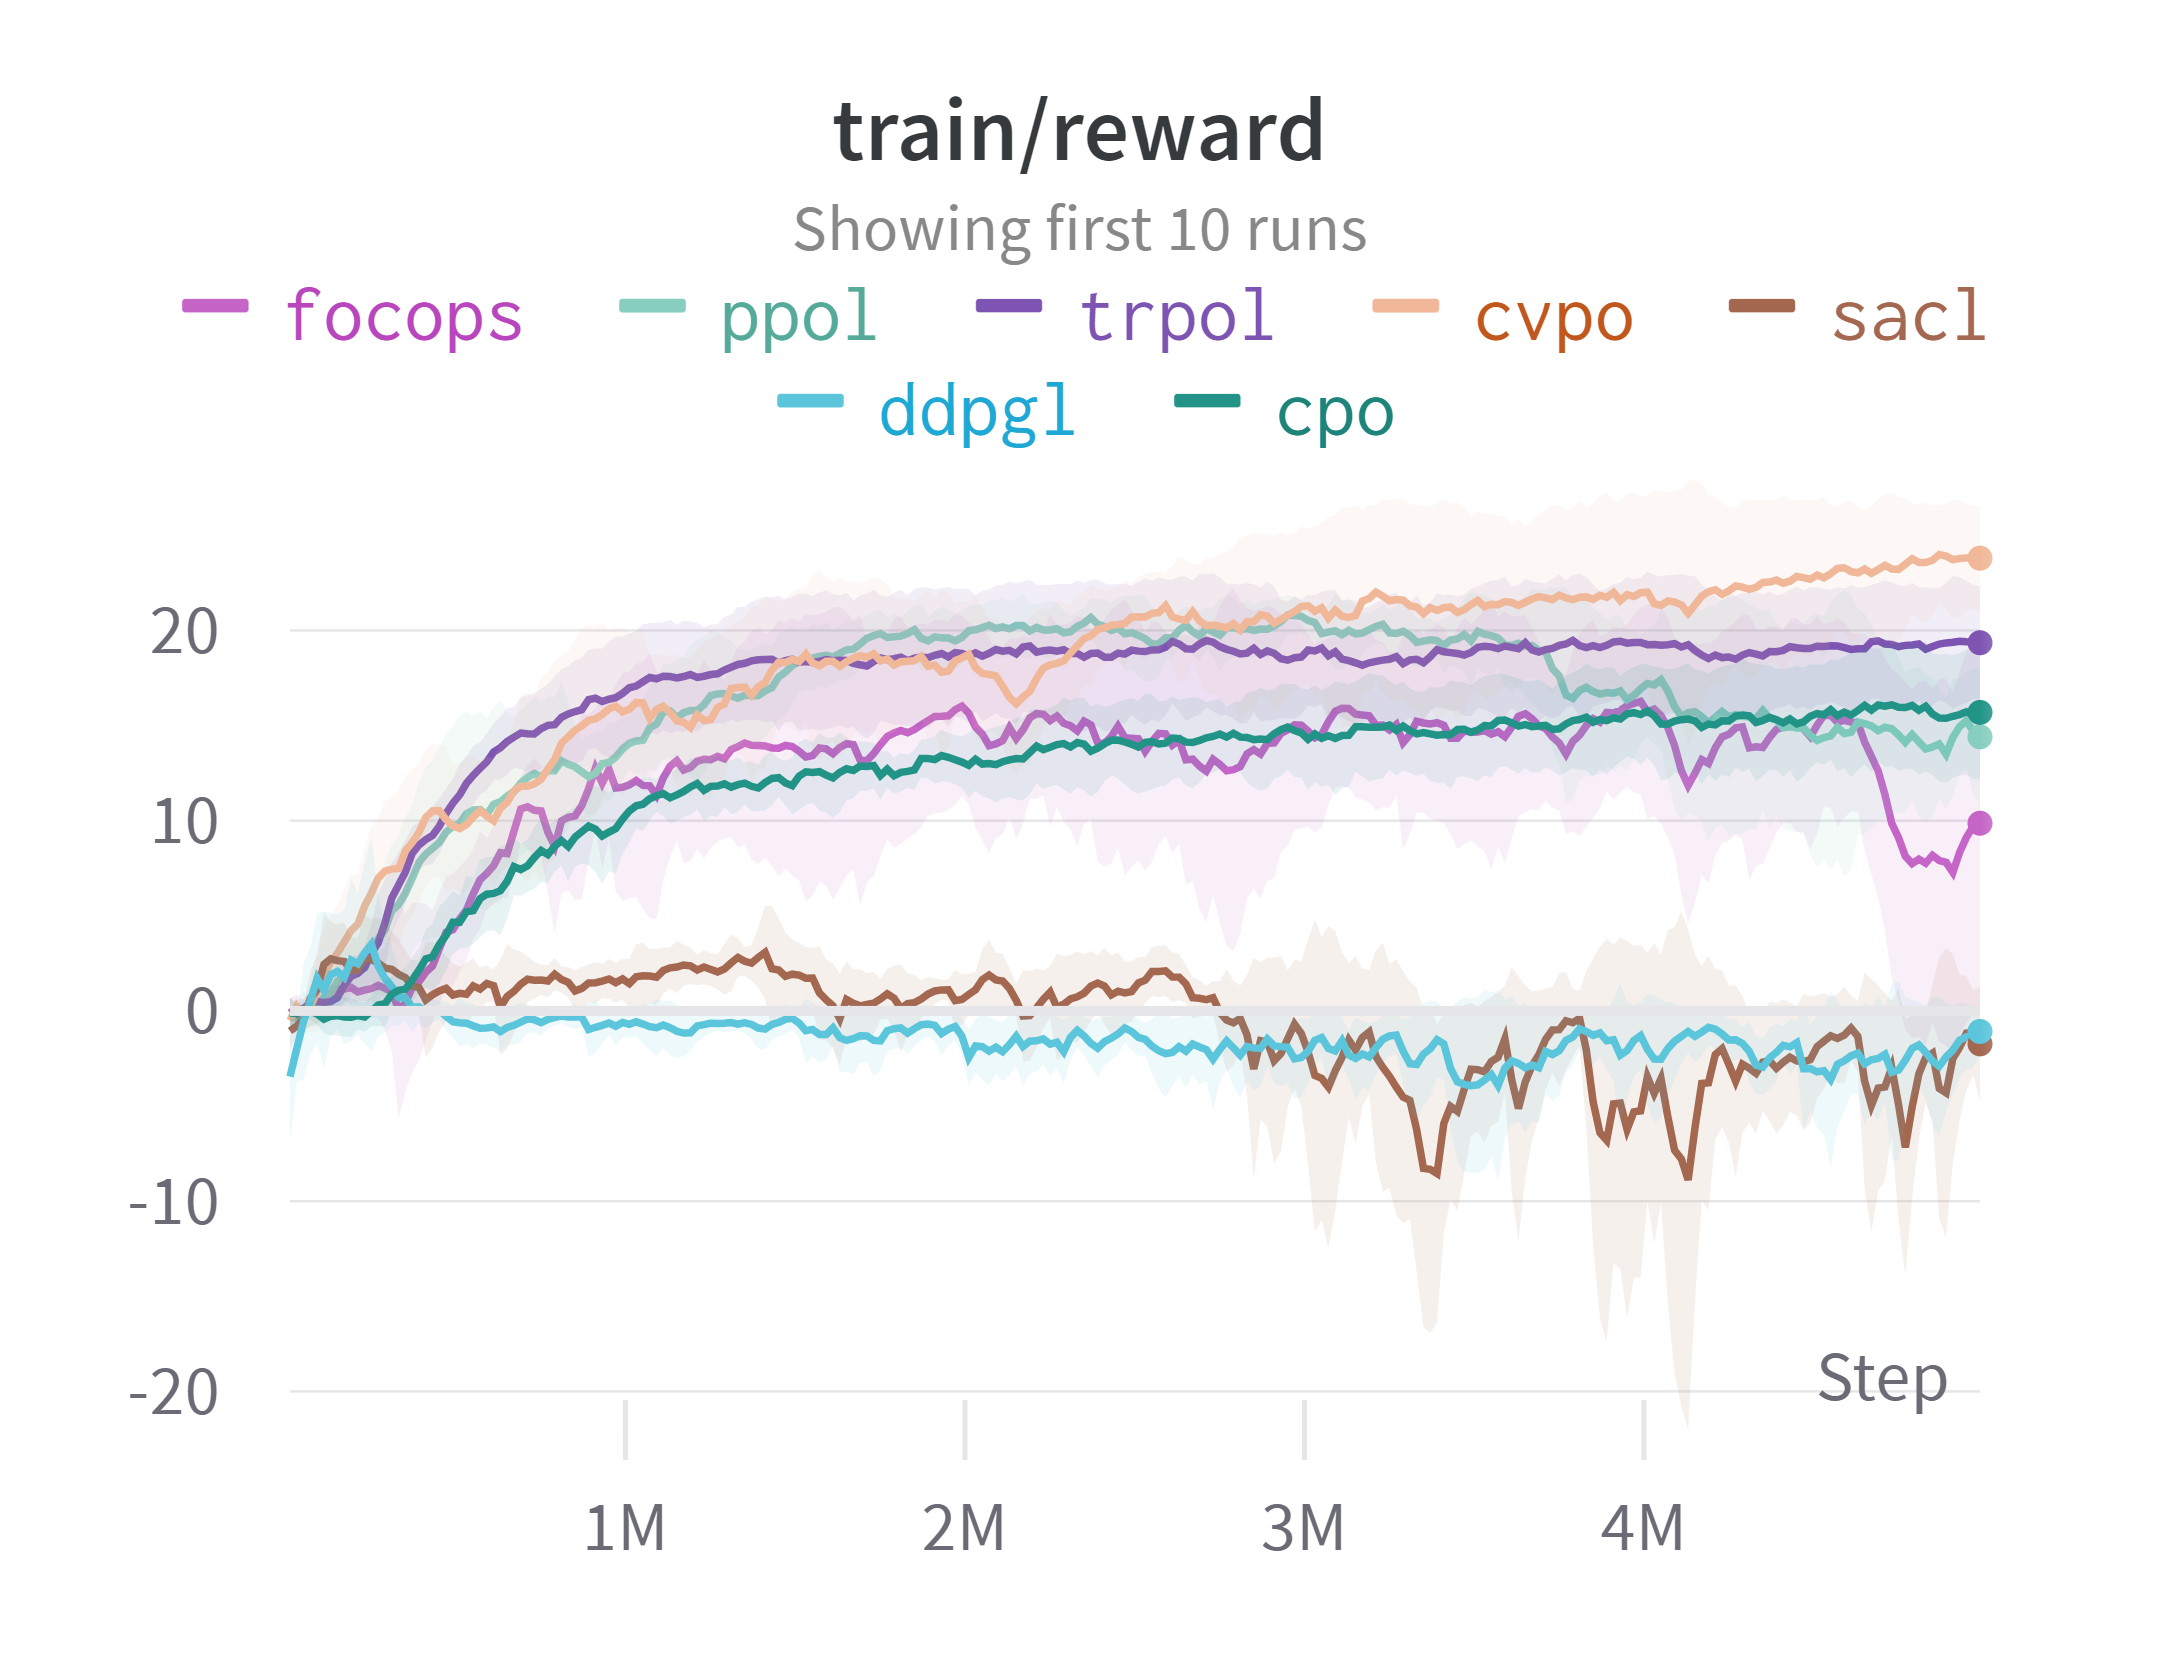 train/reward
Showing first 10 runs
focops ppol trpol cvpo sacl
ddpgl cpo
20
10
0
-10
-20
Step
1M 2M 3M 4M